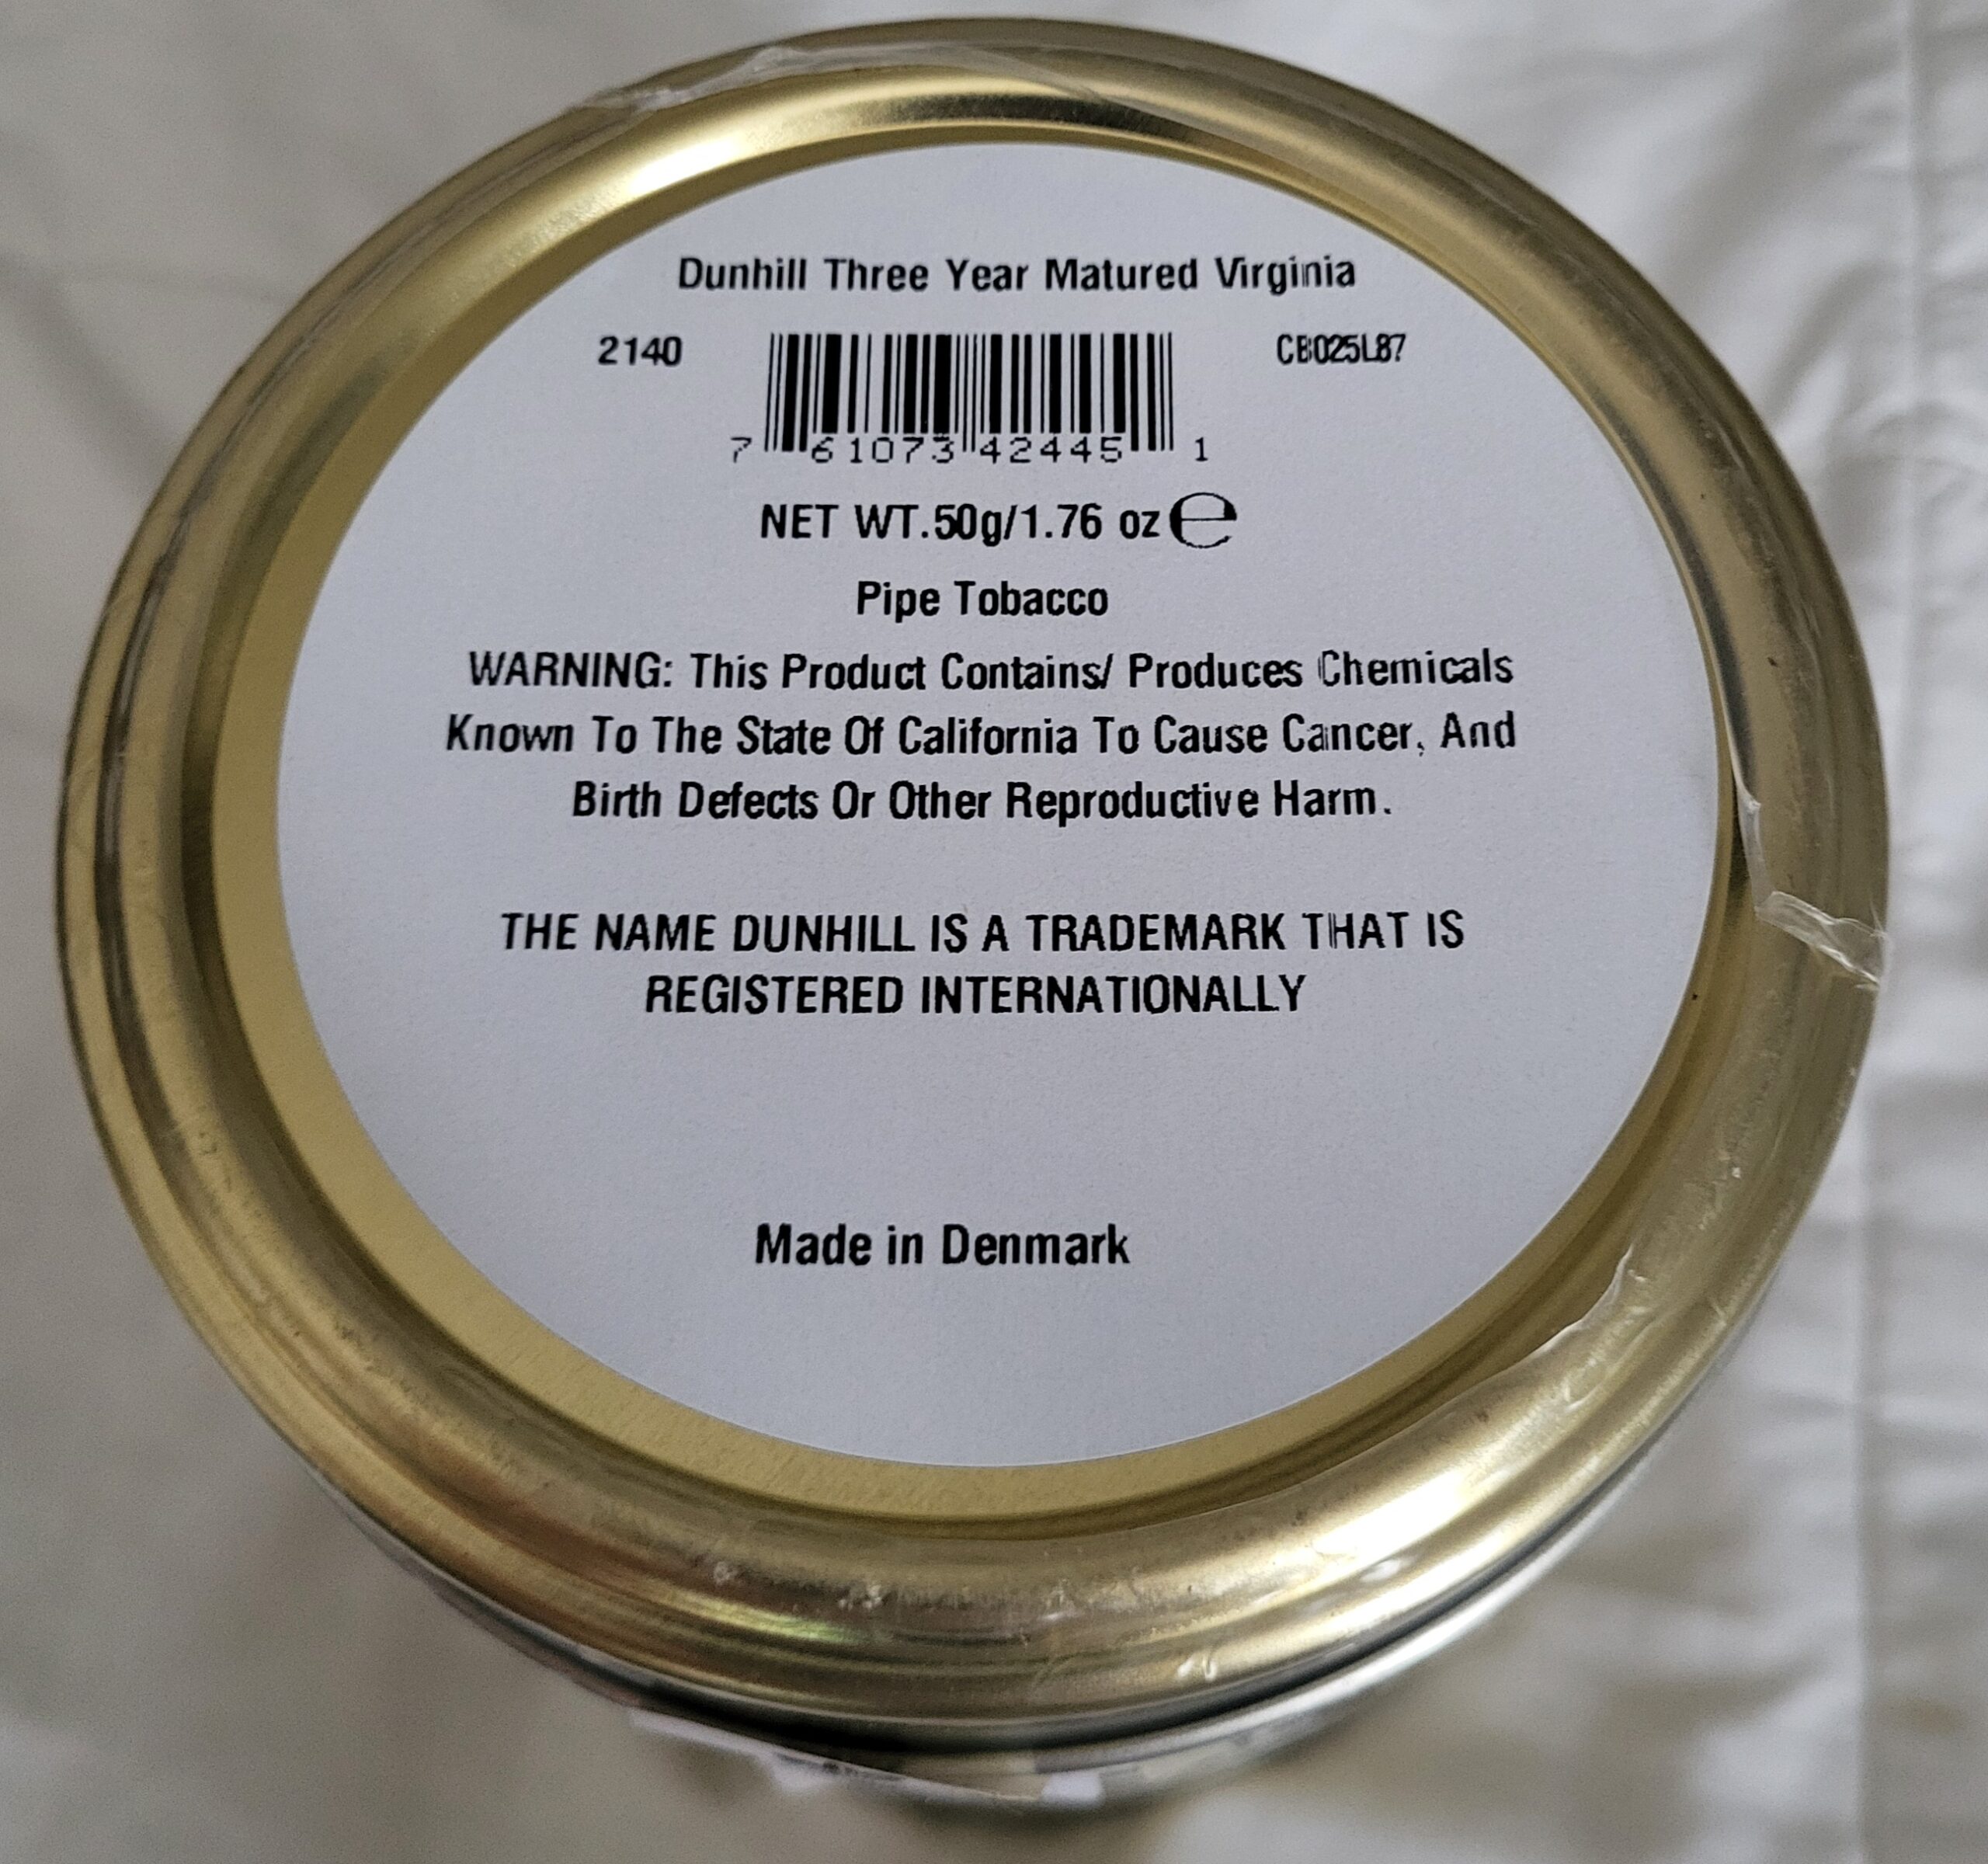 Dunhill Three Year Matured Virginia
2140 CB025L87
7 61073 42445 1
NET WT.50g/1.76 oz ℮
Pipe Tobacco
WARNING: This Product Contains/ Produces Chemicals
Known To The State Of California To Cause Cancer, And
Birth Defects Or Other Reproductive Harm.
THE NAME DUNHILL IS A TRADEMARK THAT IS
REGISTERED INTERNATIONALLY
Made in Denmark